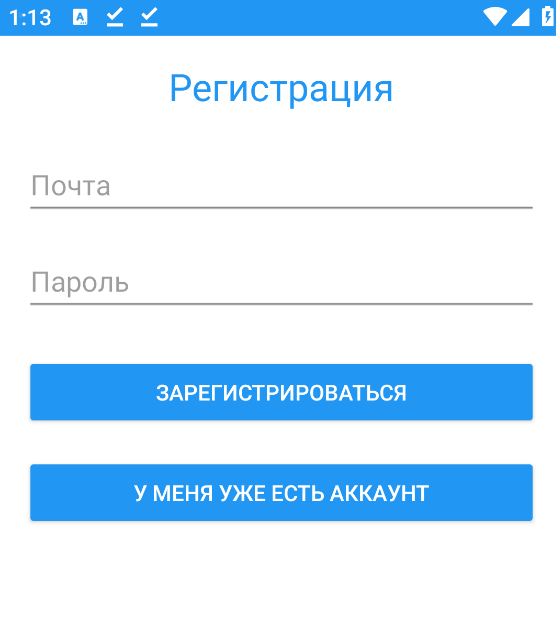 1:13
A
Регистрация
Почта
Пароль
ЗАРЕГИСТРИРОВАТЬСЯ
У МЕНЯ УЖЕ ЕСТЬ АККАУНТ